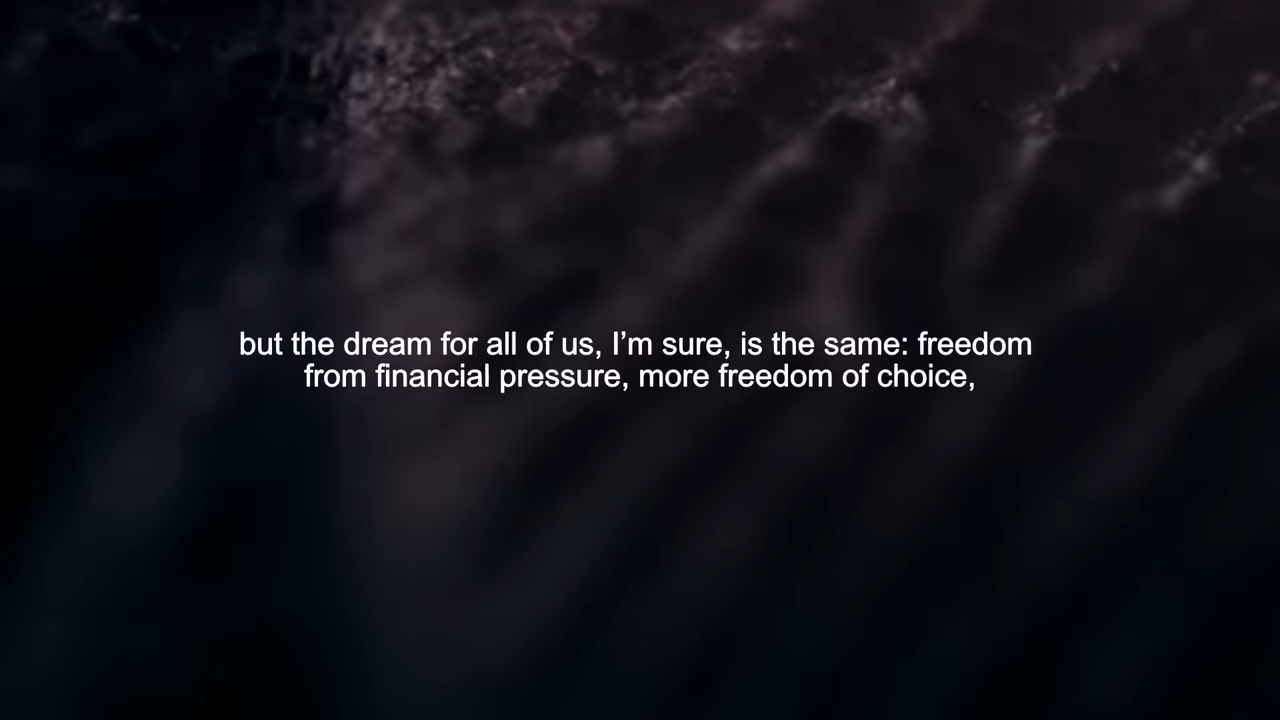 but the dream for all of us, I’m sure, is the same: freedom
from financial pressure, more freedom of choice,